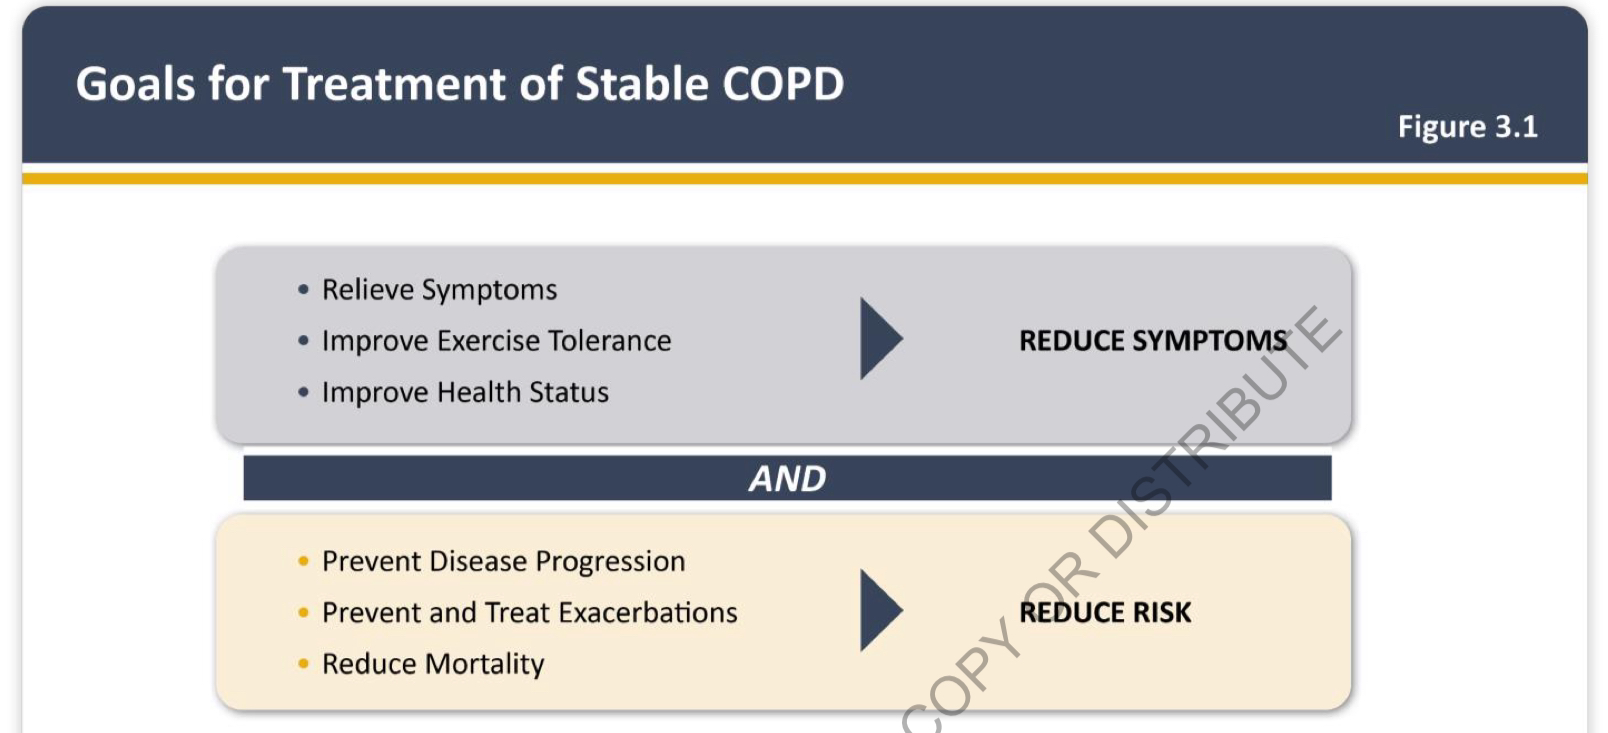 Goals for Treatment of Stable COPD
Figure 3.1
• Relieve Symptoms
• Improve Exercise Tolerance
• Improve Health Status
REDUCE SYMPTOMS
AND
• Prevent Disease Progression
• Prevent and Treat Exacerbations
• Reduce Mortality
REDUCE RISK
COPY OR DISTRIBUTE